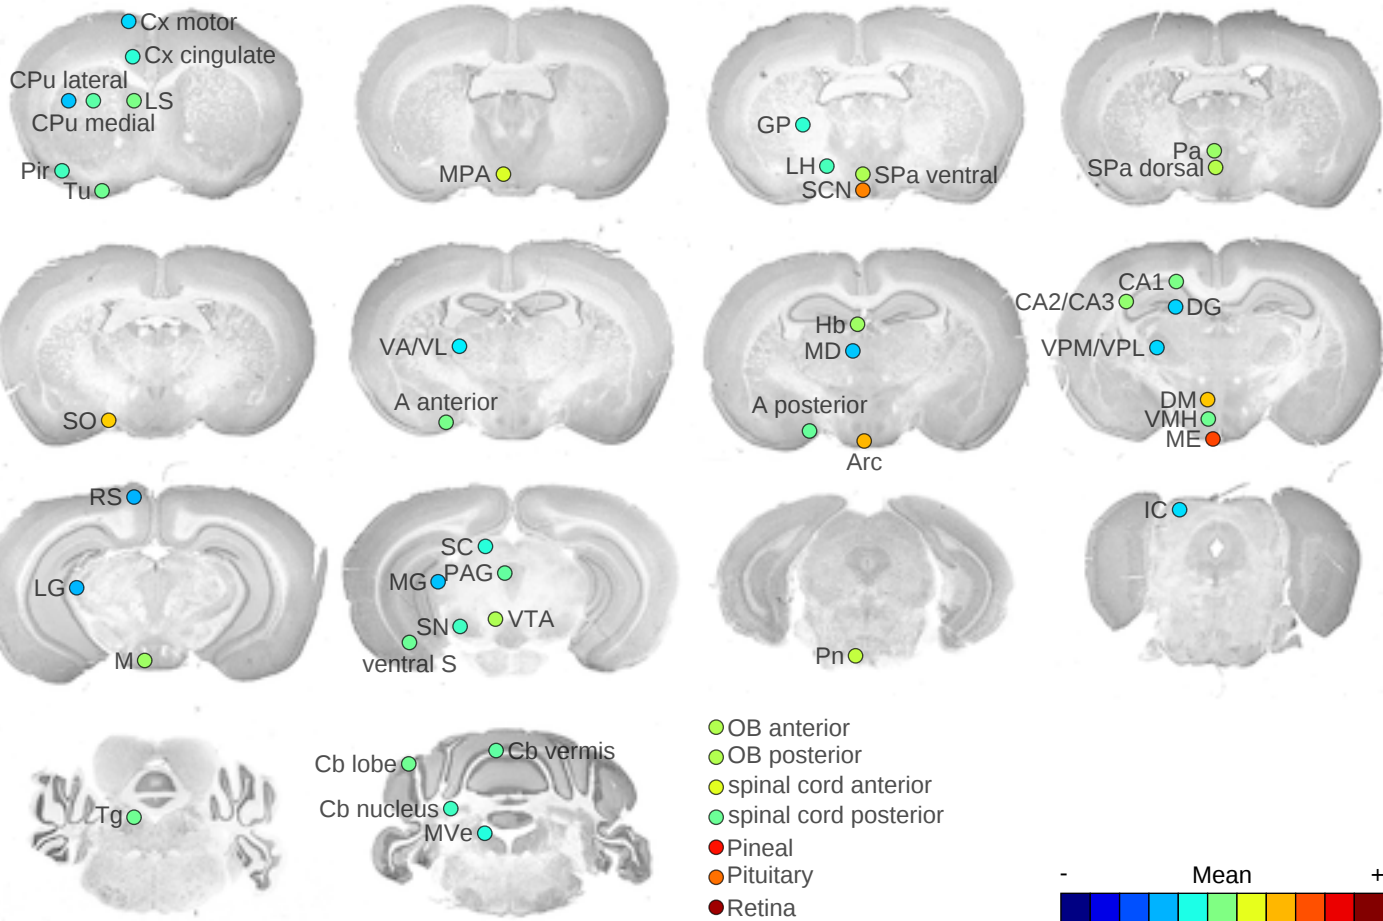 Cx motor
Cx cingulate
CPu lateral
LS
CPu medial
Pir
Tu
MPA
GP
LH
SPa ventral
SCN
Pa
SPa dorsal
SO
VA/VL
A anterior
Hb
MD
A posterior
Arc
CA1
CA2/CA3
DG
VPM/VPL
DM
VMH
ME
RS
LG
M
SC
MG
PAG
SN
VTA
ventral S
Pn
IC
Tg
Cb lobe
Cb vermis
Cb nucleus
MVe
OB anterior
OB posterior
spinal cord anterior
spinal cord posterior
Pineal
Pituitary
Retina
- Mean +